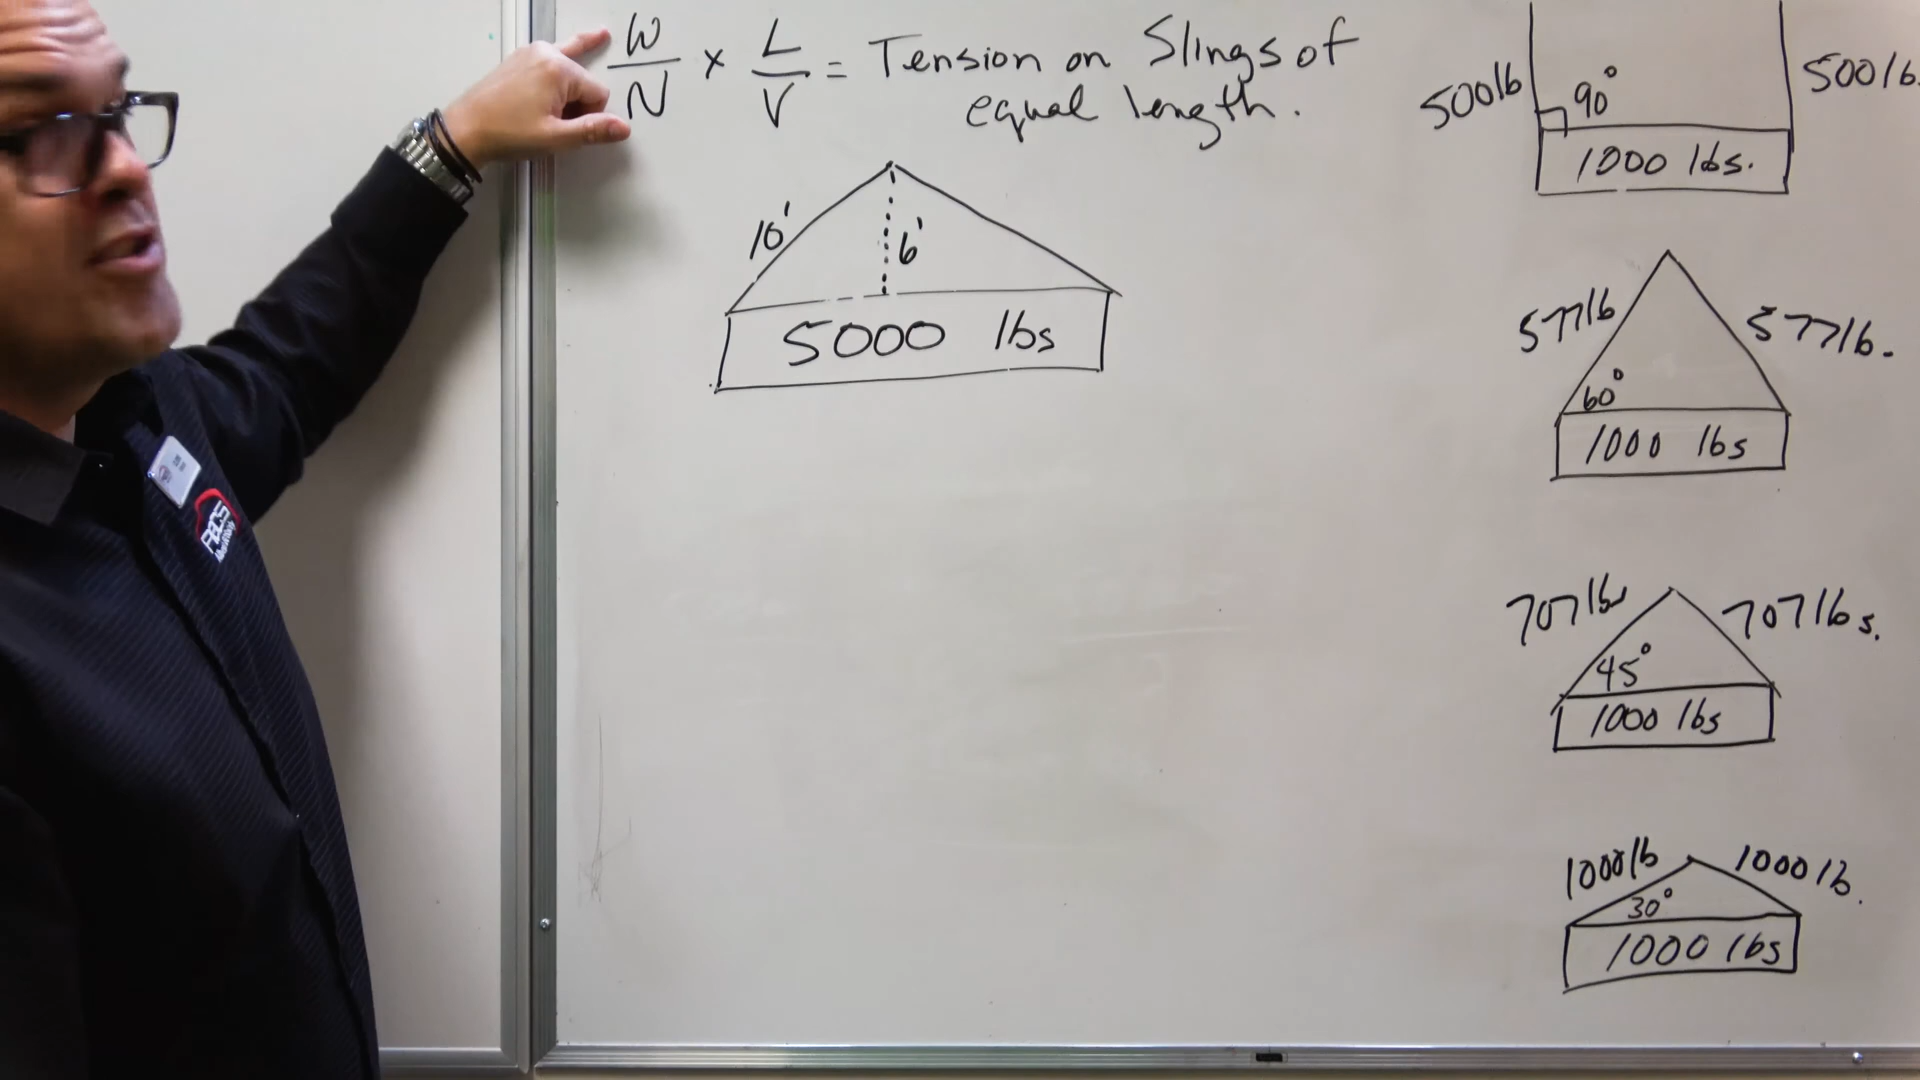 W/N × L/V = Tension on Slings of
equal length.
10'
6'
5000 lbs
500lb
90°
500lb.
1000 lbs.
577lb
577lb.
60°
1000 lbs
707lbs
707lbs.
45°
1000 lbs
1000lb
1000lb.
30°
1000 lbs